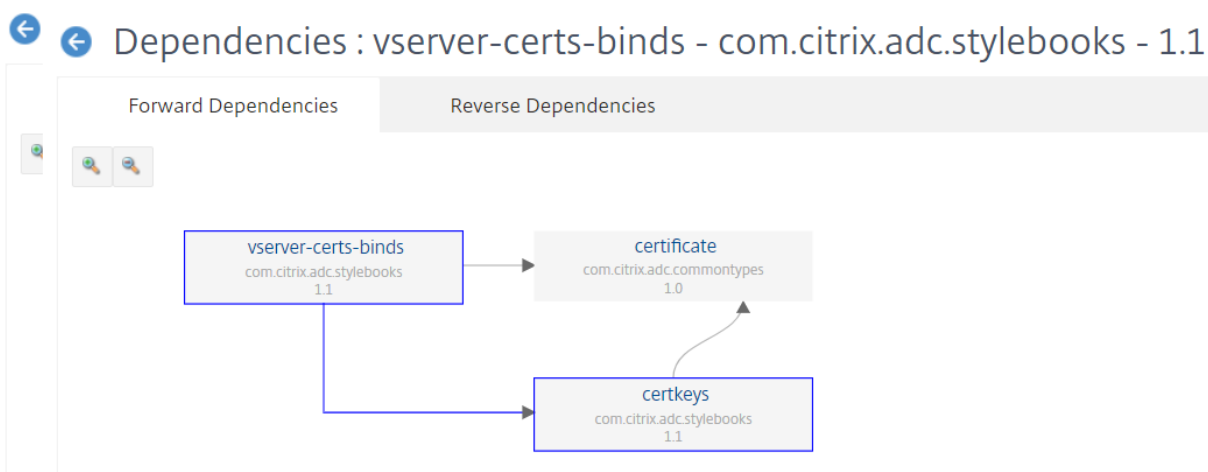 Dependencies : vserver-certs-binds - com.citrix.adc.stylebooks - 1.1
Forward Dependencies
Reverse Dependencies
vserver-certs-binds
com.citrix.adc.stylebooks
1.1
certificate
com.citrix.adc.commontypes
1.0
certkeys
com.citrix.adc.stylebooks
1.1